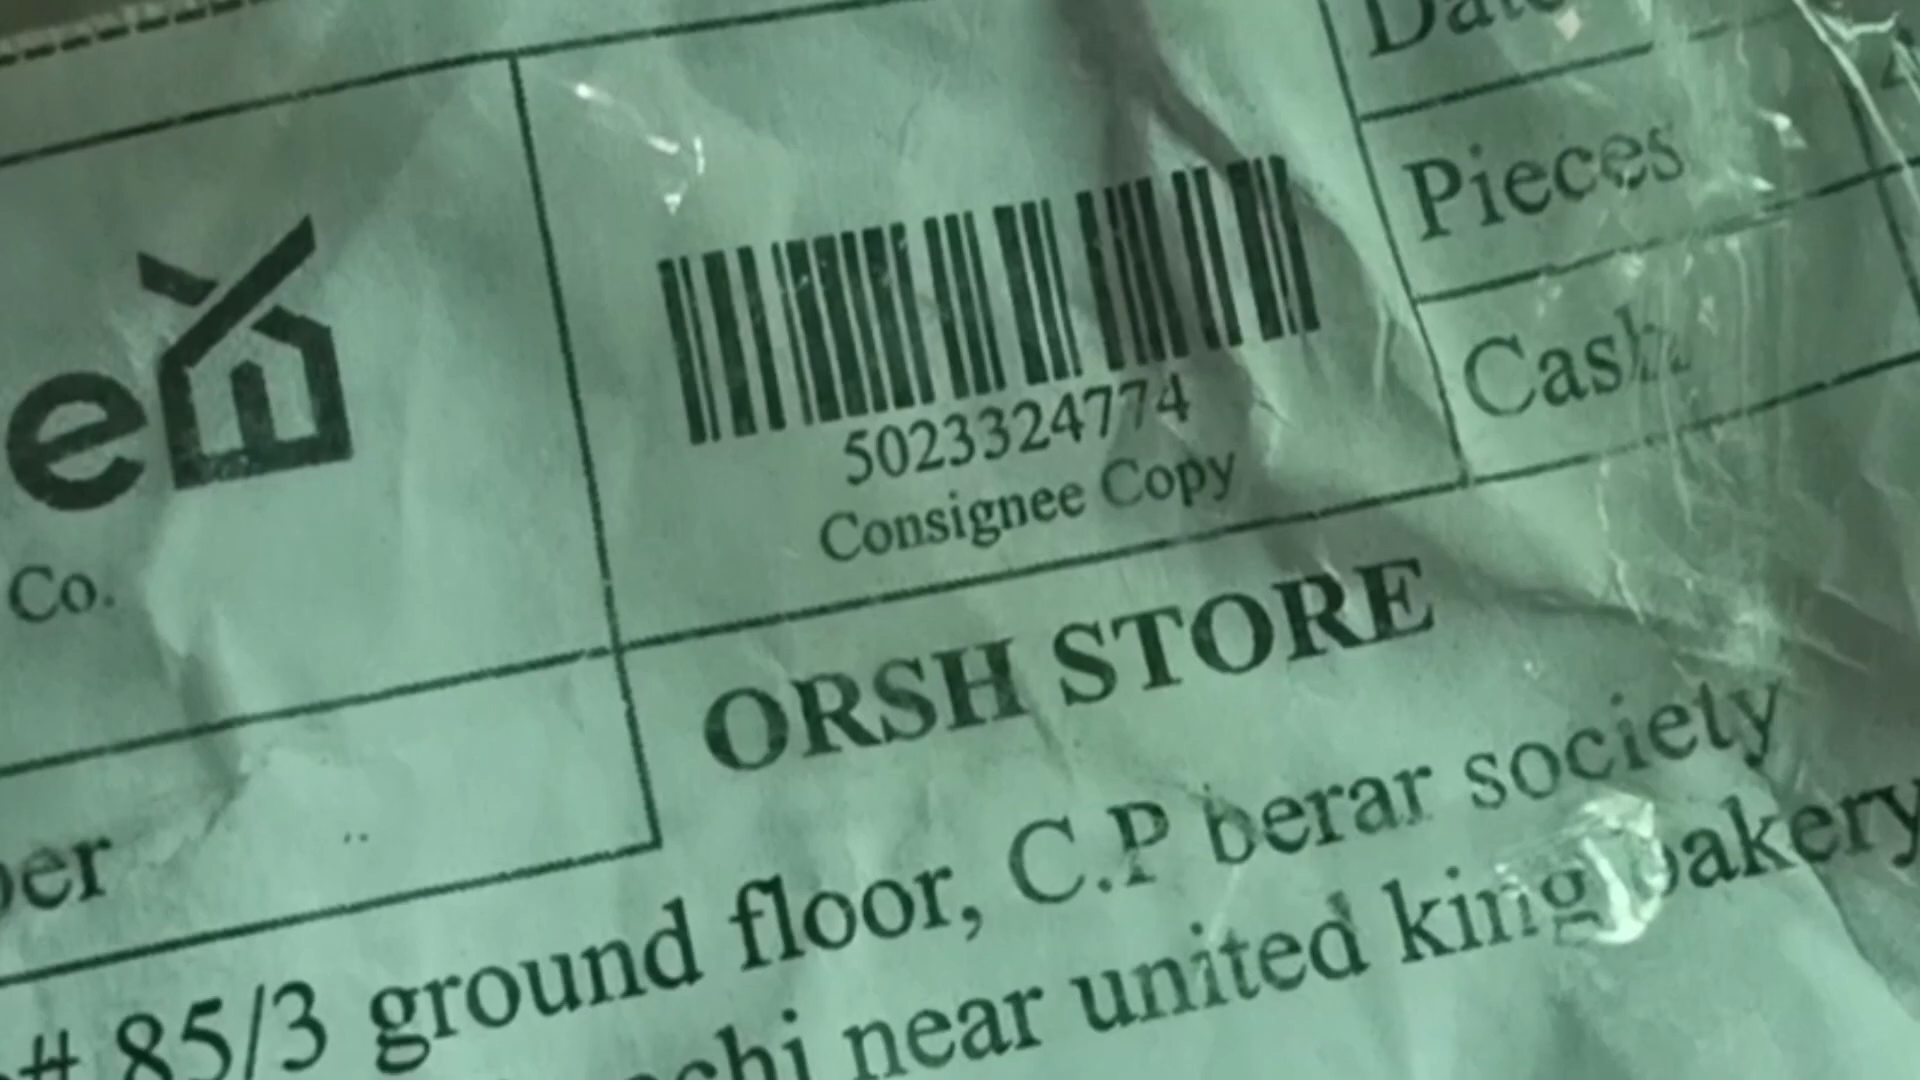 Date
Pieces
Cash
e
Co.
5023324774
Consignee Copy
ORSH STORE
# 85/3 ground floor, C.P berar society
near united king bakery